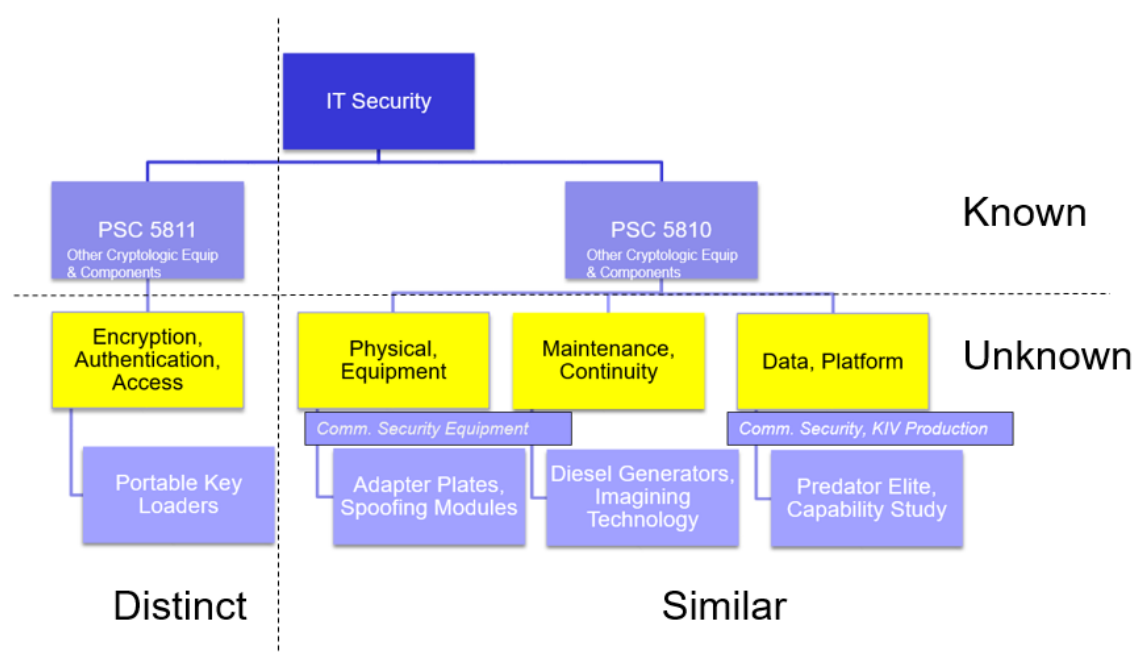 IT Security
PSC 5811
Other Cryptologic Equip
& Components
PSC 5810
Other Cryptologic Equip
& Components
Known
Encryption,
Authentication,
Access
Physical,
Equipment
Maintenance,
Continuity
Data, Platform
Unknown
Comm. Security Equipment
Comm. Security, KIV Production
Portable Key
Loaders
Adapter Plates,
Spoofing Modules
Diesel Generators,
Imagining
Technology
Predator Elite,
Capability Study
Distinct
Similar